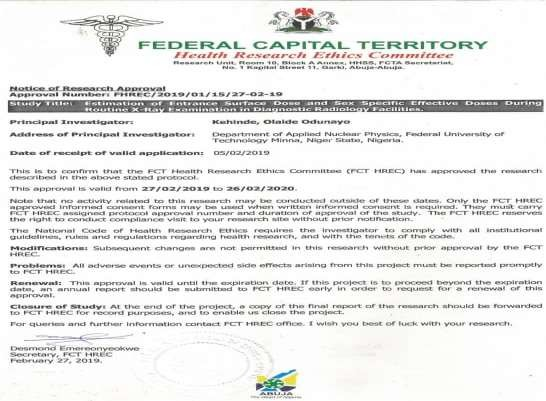 FEDERAL CAPITAL TERRITORY
Health Research Ethics Committee
Research Unit, Room 10, Block A Annex, HHSS, FCTA Secretariat,
No. 1 Kapital Street 11, Garki, Abuja-Abuja.
Notice of Research Approval
Approval Number: FHREC/2019/01/15/27-02-19
Study Title: Estimation of Entrance Surface Dose and Sex Specific Effective Doses During
Routine X-Ray Examination in Diagnostic Radiology Facilities.
Principal Investigator: Kehinde, Olaide Odunayo
Address of Principal Investigator: Department of Applied Nuclear Physics, Federal University of
Technology Minna, Niger State, Nigeria.
Date of receipt of valid application: 05/02/2019
This is to confirm that the FCT Health Research Ethics Committee (FCT HREC) has approved the research
described in the above stated protocol.
This approval is valid from 27/02/2019 to 26/02/2020.
Note that no activity related to this research may be conducted outside of these dates. Only the FCT HREC
approved informed consent forms may be used when written informed consent is required. They must carry
FCT HREC assigned protocol approval number and duration of approval of the study. The FCT HREC reserves
the right to conduct compliance visit to your research site without prior notification.
The National Code of Health Research Ethics requires the investigator to comply with all institutional
guidelines, rules and regulations regarding health research, and with the tenets of the code.
Modifications: Subsequent changes are not permitted in this research without prior approval by the FCT
HREC.
Problems: All adverse events or unexpected side effects arising from this project must be reported promptly
to FCT HREC.
Renewal: This approval is valid until the expiration date. If this project is to proceed beyond the expiration
date, an annual report should be submitted to FCT HREC early in order to request for a renewal of this
approval.
Closure of Study: At the end of the project, a copy of the final report of the research should be forwarded
to FCT HREC for record purposes, and to enable us close the project.
For queries and further information contact FCT HREC office. I wish you best of luck with your research.
Desmond Emereonyeokwe
Secretary, FCT HREC
February 27, 2019.
ABUJA